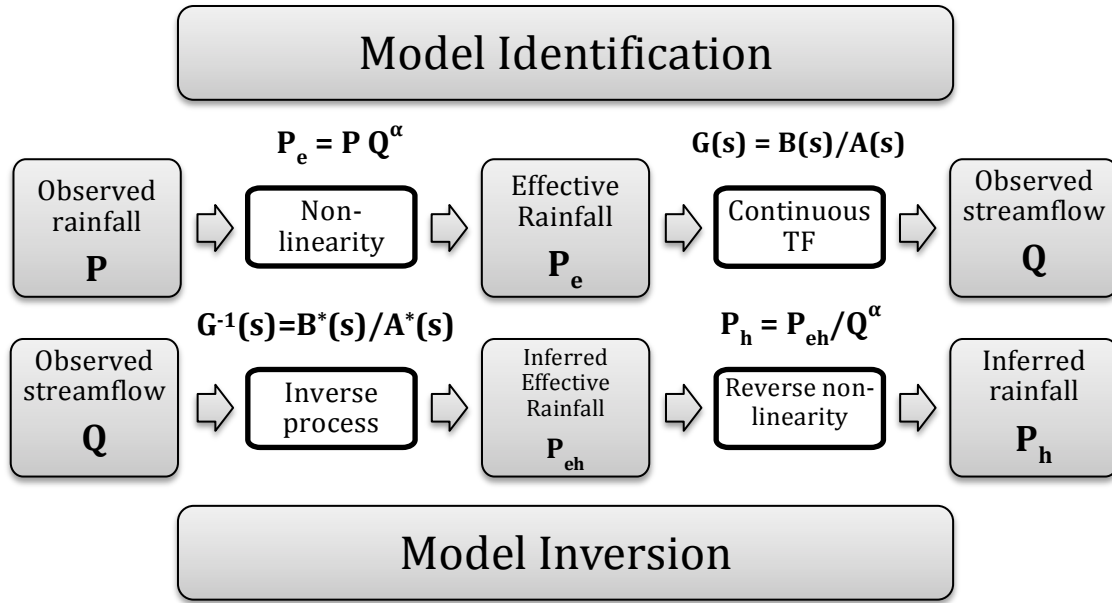 Model Identification
P_e = P Q^α
G(s) = B(s)/A(s)
Observed
rainfall
P
Non-
linearity
Effective
Rainfall
P_e
Continuous
TF
Observed
streamflow
Q
G^-1(s)=B*(s)/A*(s)
P_h = P_eh/Q^α
Observed
streamflow
Q
Inverse
process
Inferred
Effective
Rainfall
P_eh
Reverse non-
linearity
Inferred
rainfall
P_h
Model Inversion